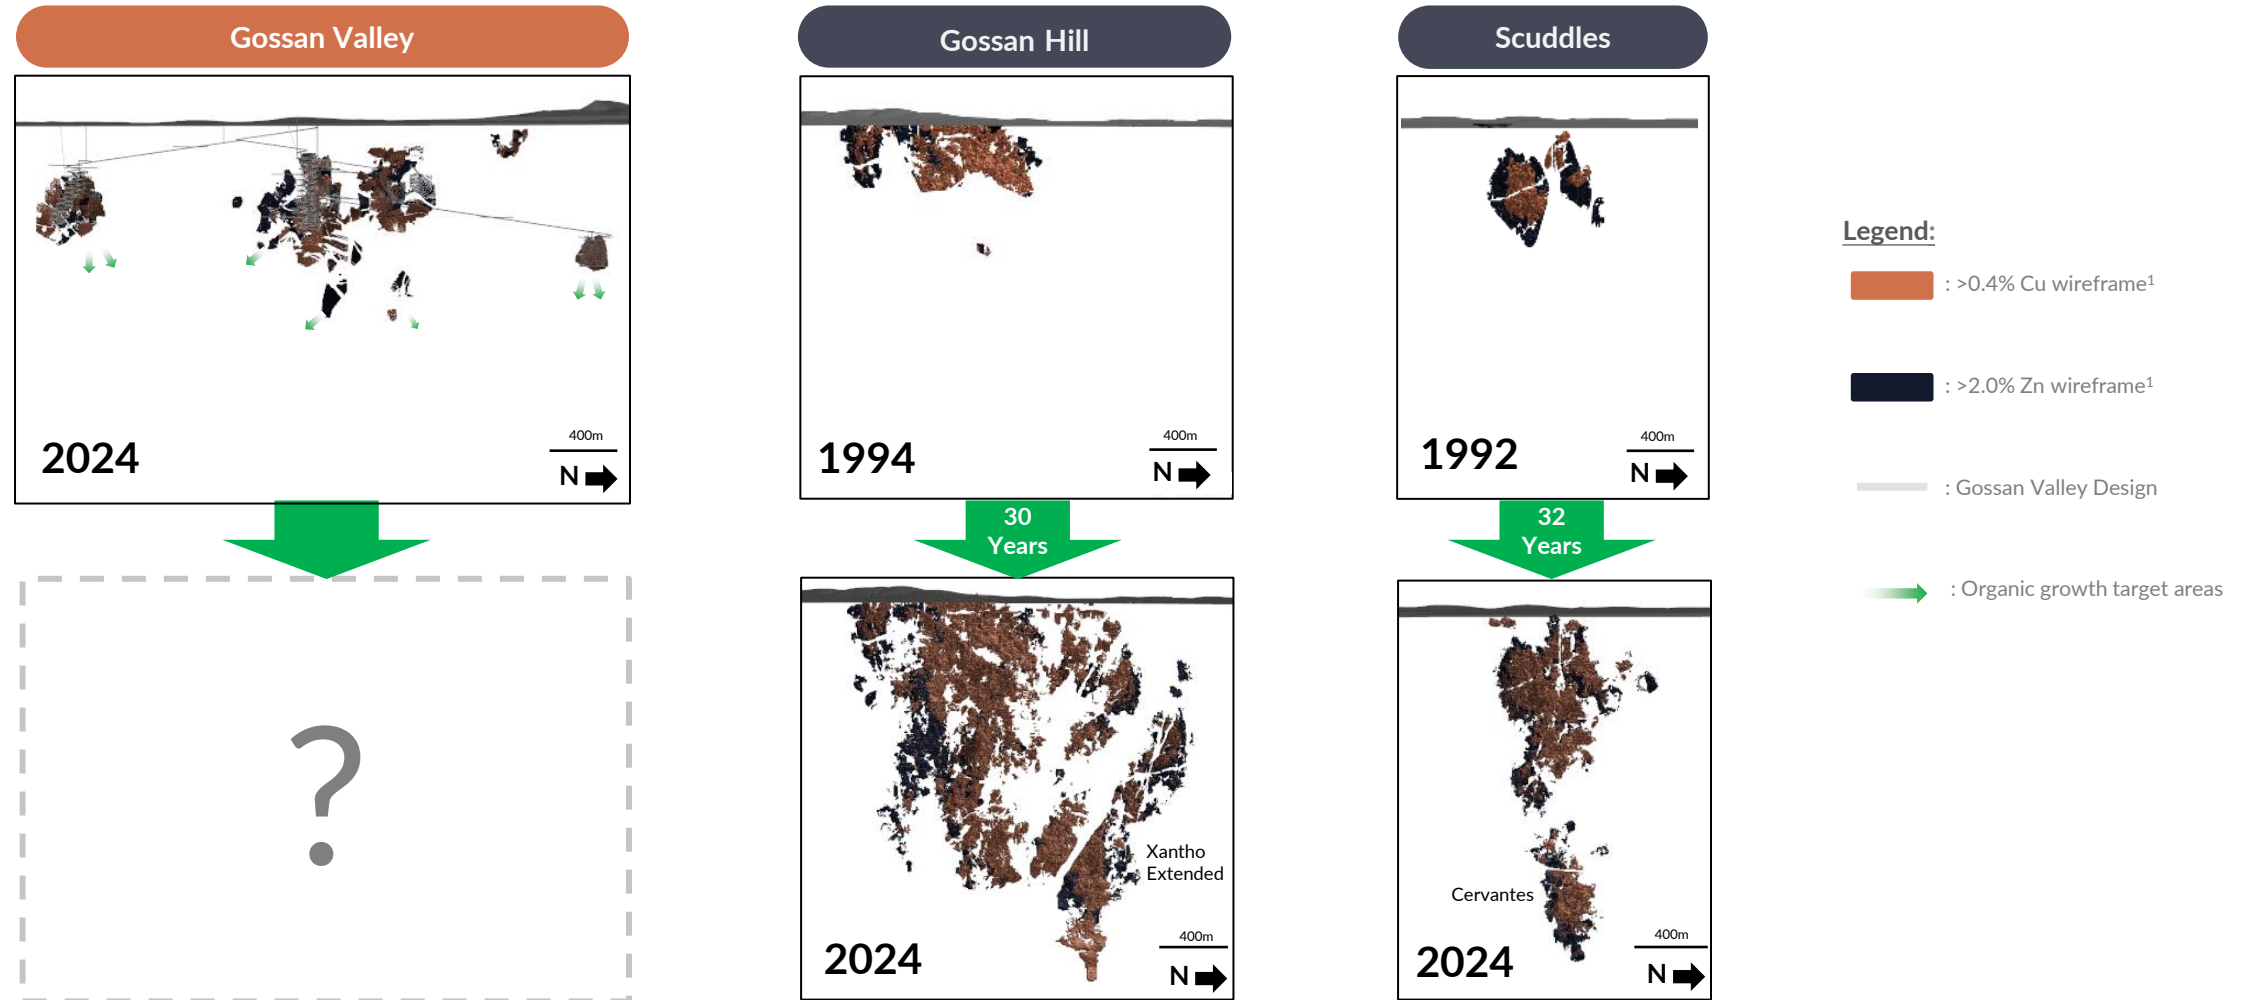 Gossan Valley
Gossan Hill
Scuddles
2024
400m
N
1994
400m
N
1992
400m
N
Legend:
: >0.4% Cu wireframe¹
: >2.0% Zn wireframe¹
: Gossan Valley Design
: Organic growth target areas
30
Years
32
Years
?
Xantho
Extended
2024
400m
N
Cervantes
2024
400m
N